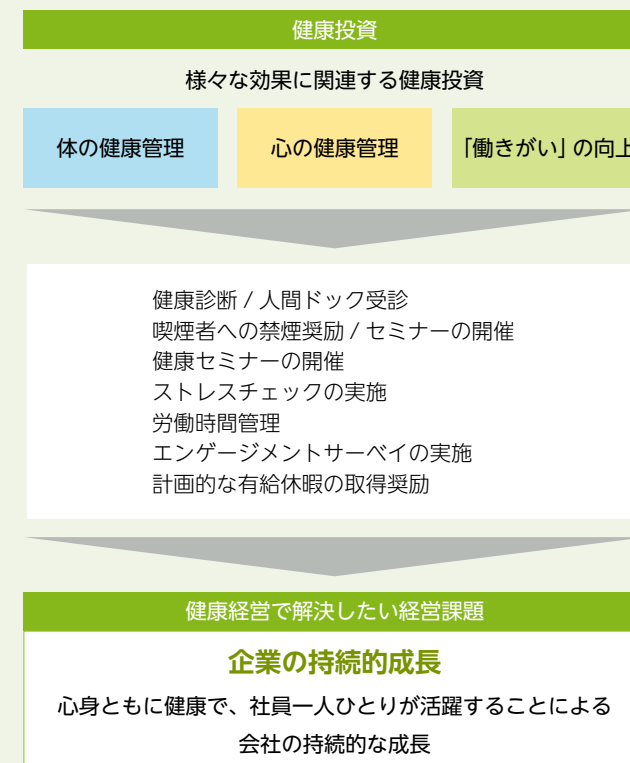 健康投資
様々な効果に関連する健康投資
体の健康管理
心の健康管理
「働きがい」の向上
健康診断 / 人間ドック受診
喫煙者への禁煙奨励 / セミナーの開催
健康セミナーの開催
ストレスチェックの実施
労働時間管理
エンゲージメントサーベイの実施
計画的な有給休暇の取得奨励
健康経営で解決したい経営課題
企業の持続的成長
心身ともに健康で、社員一人ひとりが活躍することによる
会社の持続的な成長